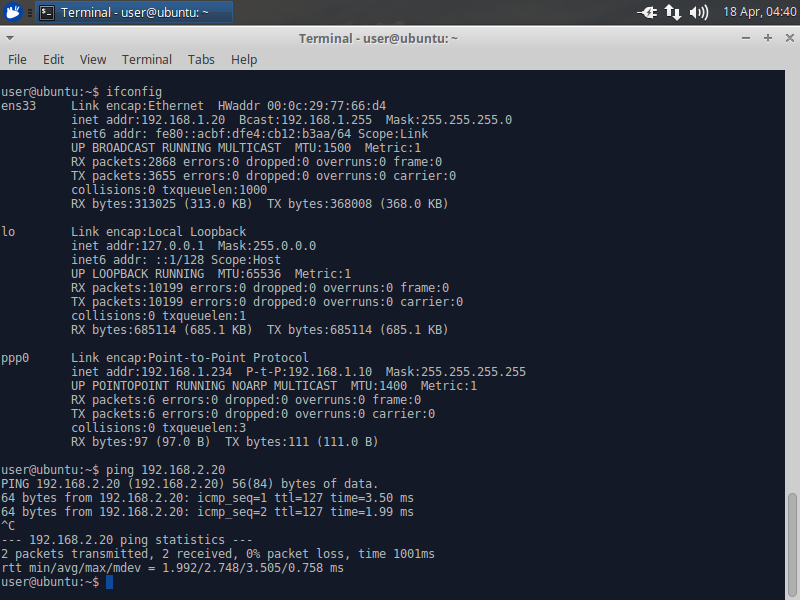 Terminal - user@ubuntu: ~
18 Apr, 04:40
Terminal - user@ubuntu: ~
File Edit View Terminal Tabs Help
user@ubuntu:~$ ifconfig
ens33     Link encap:Ethernet  HWaddr 00:0c:29:77:66:d4
          inet addr:192.168.1.20  Bcast:192.168.1.255  Mask:255.255.255.0
          inet6 addr: fe80::acbf:dfe4:cb12:b3aa/64 Scope:Link
          UP BROADCAST RUNNING MULTICAST  MTU:1500  Metric:1
          RX packets:2868 errors:0 dropped:0 overruns:0 frame:0
          TX packets:3655 errors:0 dropped:0 overruns:0 carrier:0
          collisions:0 txqueuelen:1000
          RX bytes:313025 (313.0 KB)  TX bytes:368008 (368.0 KB)

lo        Link encap:Local Loopback
          inet addr:127.0.0.1  Mask:255.0.0.0
          inet6 addr: ::1/128 Scope:Host
          UP LOOPBACK RUNNING  MTU:65536  Metric:1
          RX packets:10199 errors:0 dropped:0 overruns:0 frame:0
          TX packets:10199 errors:0 dropped:0 overruns:0 carrier:0
          collisions:0 txqueuelen:1
          RX bytes:685114 (685.1 KB)  TX bytes:685114 (685.1 KB)

ppp0      Link encap:Point-to-Point Protocol
          inet addr:192.168.1.234  P-t-P:192.168.1.10  Mask:255.255.255.255
          UP POINTOPOINT RUNNING NOARP MULTICAST  MTU:1400  Metric:1
          RX packets:6 errors:0 dropped:0 overruns:0 frame:0
          TX packets:6 errors:0 dropped:0 overruns:0 carrier:0
          collisions:0 txqueuelen:3
          RX bytes:97 (97.0 B)  TX bytes:111 (111.0 B)

user@ubuntu:~$ ping 192.168.2.20
PING 192.168.2.20 (192.168.2.20) 56(84) bytes of data.
64 bytes from 192.168.2.20: icmp_seq=1 ttl=127 time=3.50 ms
64 bytes from 192.168.2.20: icmp_seq=2 ttl=127 time=1.99 ms
^C
--- 192.168.2.20 ping statistics ---
2 packets transmitted, 2 received, 0% packet loss, time 1001ms
rtt min/avg/max/mdev = 1.992/2.748/3.505/0.758 ms
user@ubuntu:~$